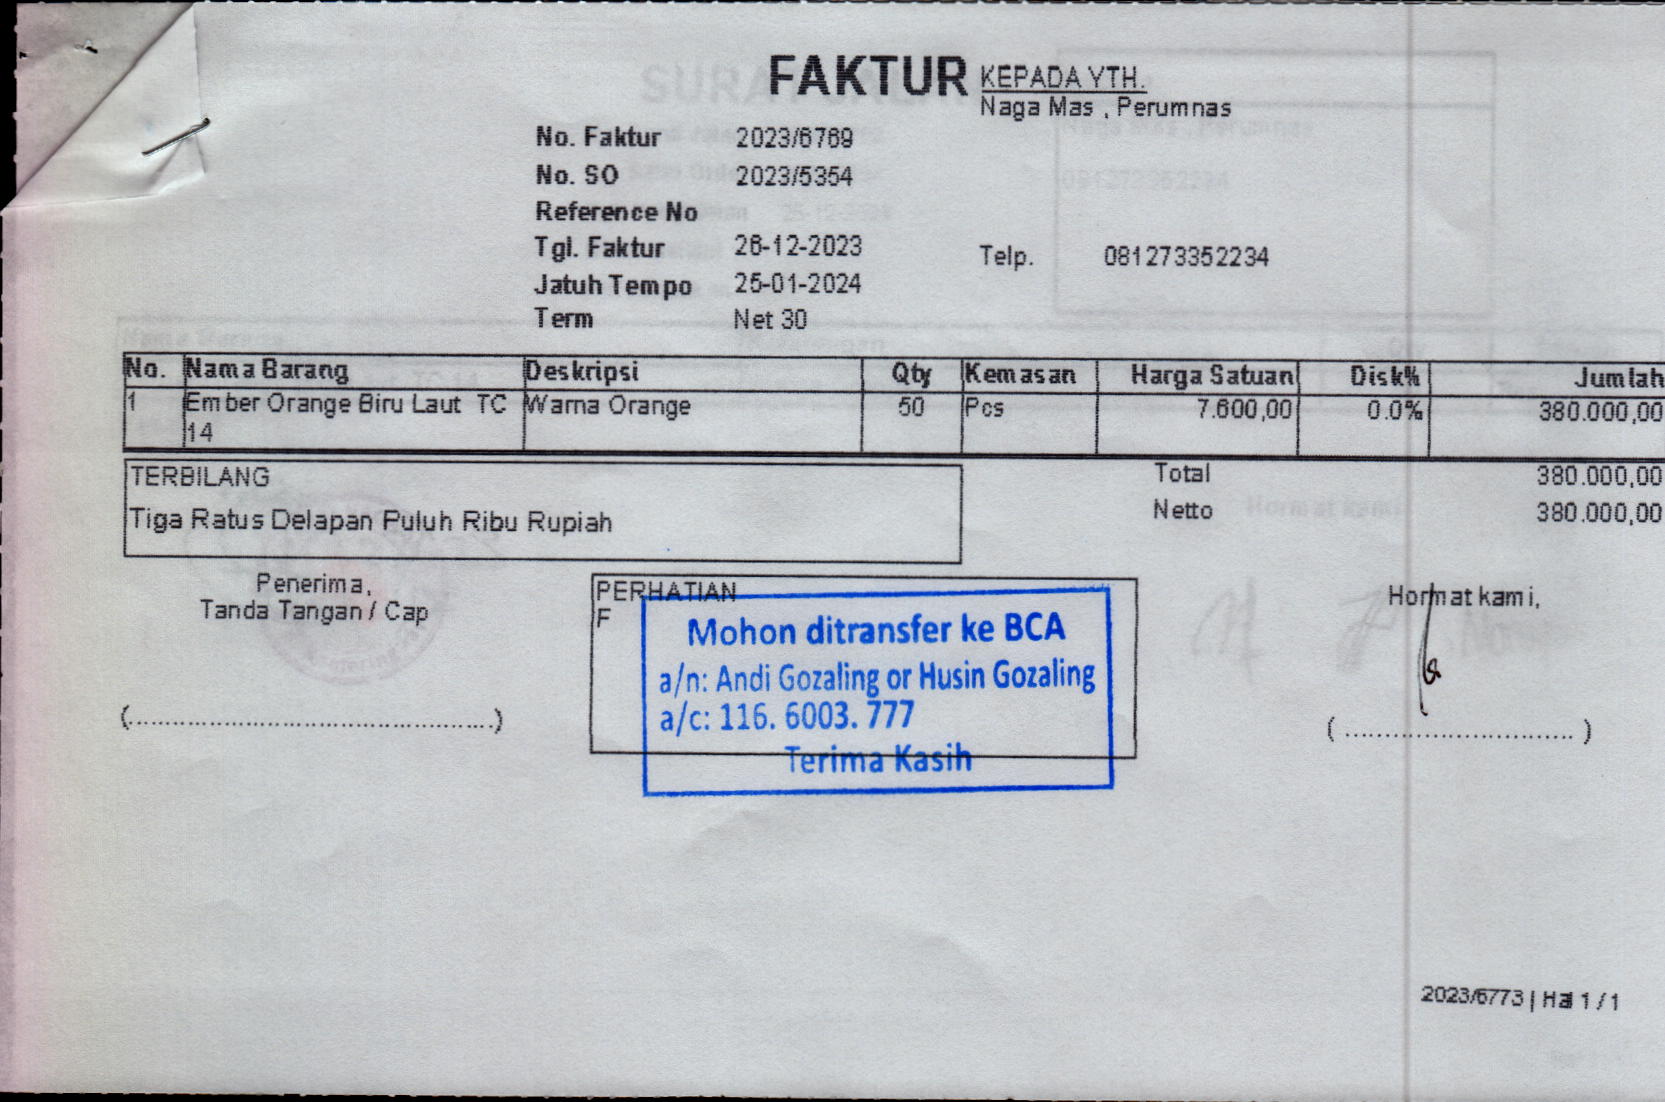 FAKTUR
KEPADA YTH.
Naga Mas , Perumnas
No. Faktur 2023/6769
No. SO 2023/5354
Reference No
Tgl. Faktur 26-12-2023
Telp. 081273352234
Jatuh Tempo 25-01-2024
Term Net 30
No. Nama Barang Deskripsi Qty Kemasan Harga Satuan Disk% Jumlah
1 Ember Orange Biru Laut TC Warna Orange 50 Pcs 7.600,00 0.0% 380.000,00
14
TERBILANG
Total 380.000,00
Tiga Ratus Delapan Puluh Ribu Rupiah
Netto 380.000,00
Penerima,
Tanda Tangan / Cap
PERHATIAN
F
Mohon ditransfer ke BCA
a/n: Andi Gozaling or Husin Gozaling
a/c: 116. 6003. 777
Terima Kasih
Hormat kami,
(..................................................)
( .............................. )
2023/6773 | Hal 1 / 1